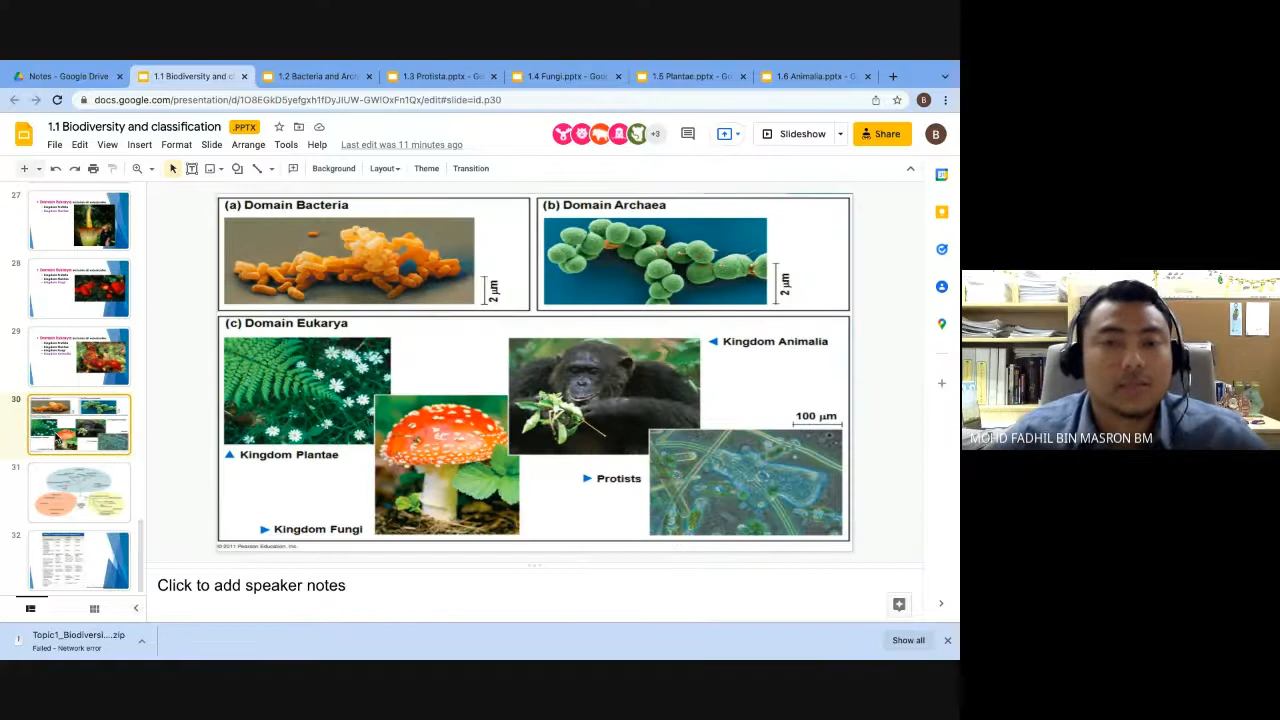 Notes - Google Drive
1.1 Biodiversity and cl
1.2 Bacteria and Arch
1.3 Protista.pptx - Go
1.4 Fungi.pptx - Goo
1.5 Plantae.pptx - Go
1.6 Animalia.pptx - G
docs.google.com/presentation/d/1O8EGkD5yefgxh1fDyJIUW-GWlOxFn1Qx/edit#slide=id.p30
B
1.1 Biodiversity and classification
.PPTX
+3
Slideshow
Share
B
File Edit View Insert Format Slide Arrange Tools Help
Last edit was 11 minutes ago
Background
Layout
Theme
Transition
27
28
29
30
31
32
(a) Domain Bacteria
2 µm
(b) Domain Archaea
2 µm
(c) Domain Eukarya
Kingdom Animalia
100 µm
Kingdom Plantae
Protists
Kingdom Fungi
© 2011 Pearson Education, Inc.
Click to add speaker notes
Topic1_Biodiversi....zip
Failed - Network error
Show all
MOHD FADHIL BIN MASRON BM